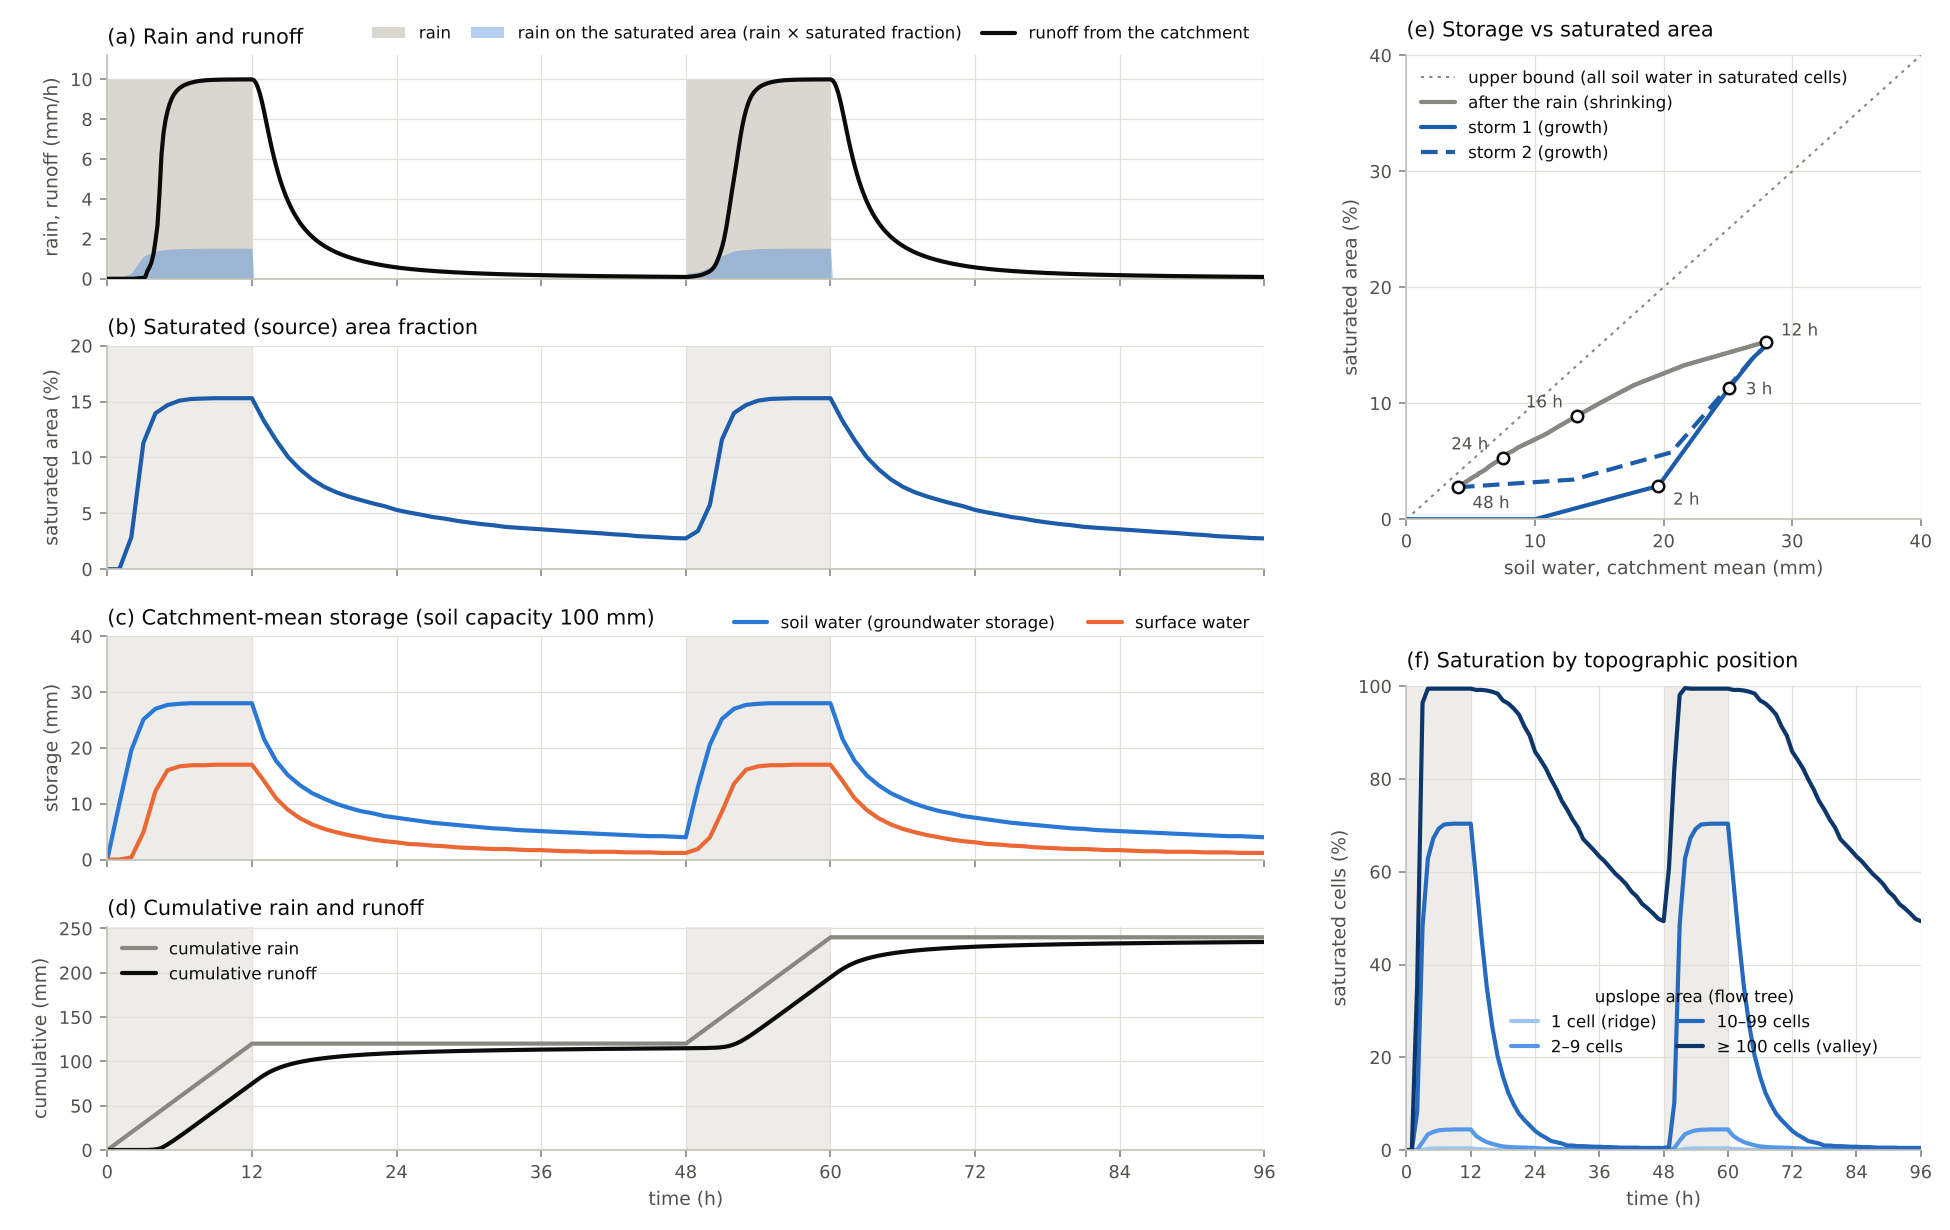 (a) Rain and runoff
rain
rain on the saturated area (rain × saturated fraction)
runoff from the catchment
rain, runoff (mm/h)
10
8
6
4
2
0
(b) Saturated (source) area fraction
saturated area (%)
20
15
10
5
0
(c) Catchment-mean storage (soil capacity 100 mm)
soil water (groundwater storage)
surface water
storage (mm)
40
30
20
10
0
(d) Cumulative rain and runoff
cumulative rain
cumulative runoff
cumulative (mm)
250
200
150
100
50
0
0 12 24 36 48 60 72 84 96
time (h)
(e) Storage vs saturated area
upper bound (all soil water in saturated cells)
after the rain (shrinking)
storm 1 (growth)
storm 2 (growth)
saturated area (%)
40
30
20
10
0
12 h
3 h
16 h
24 h
48 h
2 h
0 10 20 30 40
soil water, catchment mean (mm)
(f) Saturation by topographic position
saturated cells (%)
100
80
60
40
20
0
upslope area (flow tree)
1 cell (ridge)
10–99 cells
2–9 cells
≥ 100 cells (valley)
0 12 24 36 48 60 72 84 96
time (h)